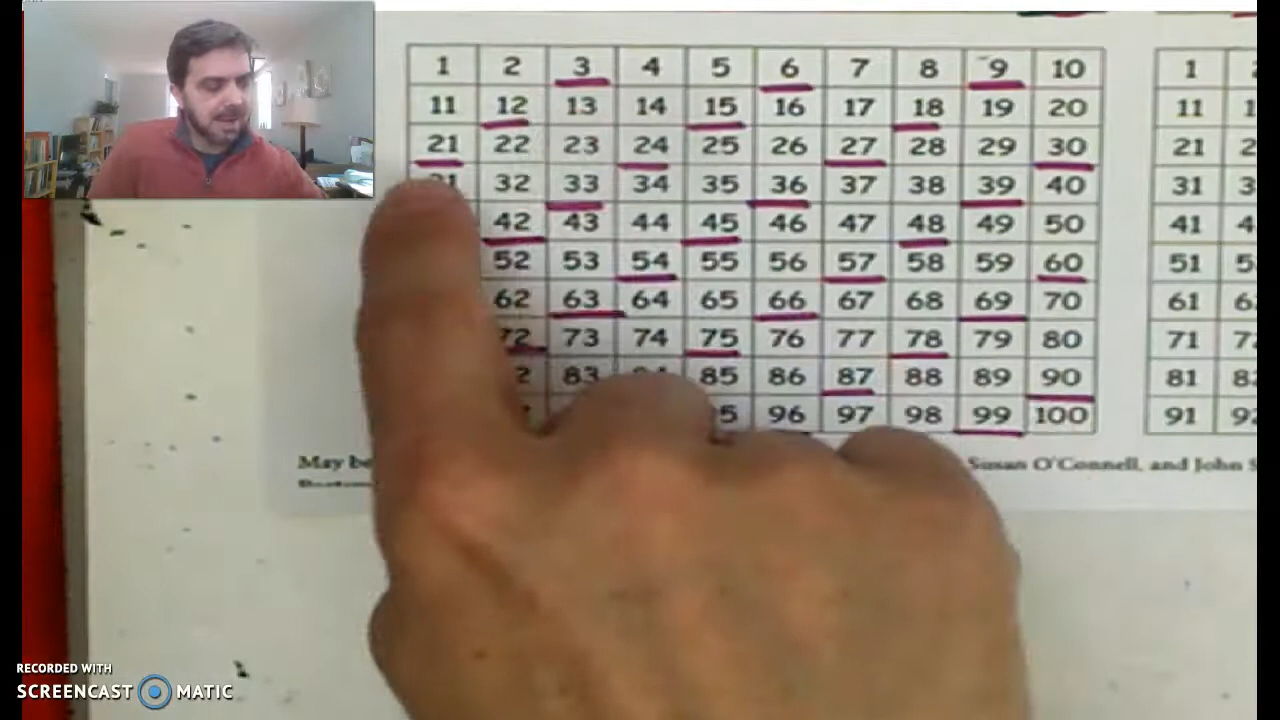 1 2 3 4 5 6 7 8 9 10 1
11 12 13 14 15 16 17 18 19 20 11
21 22 23 24 25 26 27 28 29 30 21
32 33 34 35 36 37 38 39 40 31
42 43 44 45 46 47 48 49 50 41
52 53 54 55 56 57 58 59 60 51
62 63 64 65 66 67 68 69 70 61
72 73 74 75 76 77 78 79 80 71
83 85 86 87 88 89 90 81
96 97 98 99 100 91
May be Susan O'Connell, and John
RECORDED WITH
SCREENCAST MATIC